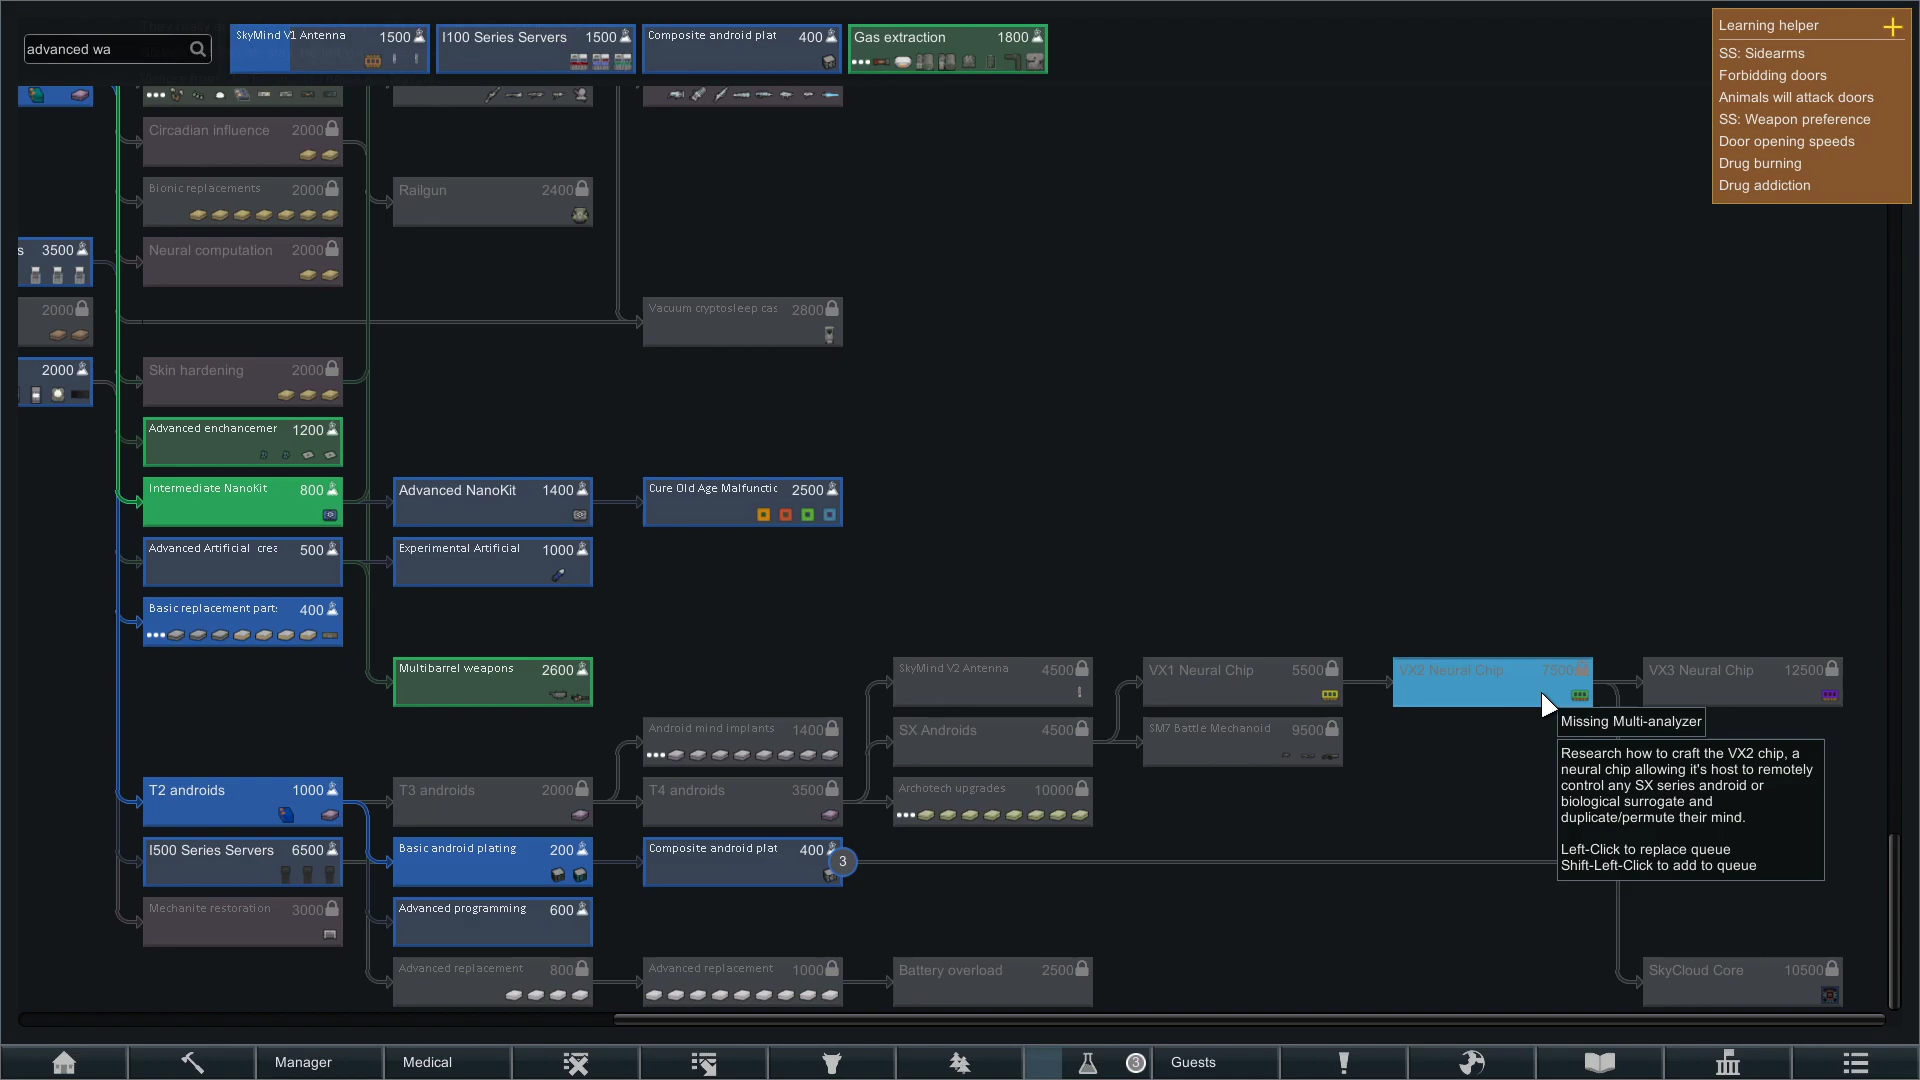 advanced wa
SkyMind V1 Antenna 1500
I100 Series Servers 1500
Composite android plat 400
Gas extraction 1800
Learning helper
SS: Sidearms
Forbidding doors
Animals will attack doors
SS: Weapon preference
Door opening speeds
Drug burning
Drug addiction
Circadian influence 2000
Bionic replacements 2000
Railgun 2400
s 3500
Neural computation 2000
2000
Vacuum cryptosleep cas 2800
2000
Skin hardening 2000
Advanced enchancemer 1200
Intermediate NanoKit 800
Advanced NanoKit 1400
Cure Old Age Malfunctic 2500
Advanced Artificial crea 500
Experimental Artificial 1000
Basic replacement parts 400
Multibarrel weapons 2600
SkyMind V2 Antenna 4500
VX1 Neural Chip 5500
VX2 Neural Chip 7500
VX3 Neural Chip 12500
Android mind implants 1400
SX Androids 4500
SM7 Battle Mechanoid 9500
Missing Multi-analyzer
Research how to craft the VX2 chip, a
neural chip allowing it's host to remotely
control any SX series android or
biological surrogate and
duplicate/permute their mind.
Left-Click to replace queue
Shift-Left-Click to add to queue
T2 androids 1000
T3 androids 2000
T4 androids 3500
Archotech upgrades 10000
I500 Series Servers 6500
Basic android plating 200
Composite android plat 400
3
Mechanite restoration 3000
Advanced programming 600
Advanced replacement 800
Advanced replacement 1000
Battery overload 2500
SkyCloud Core 10500
Manager
Medical
3
Guests